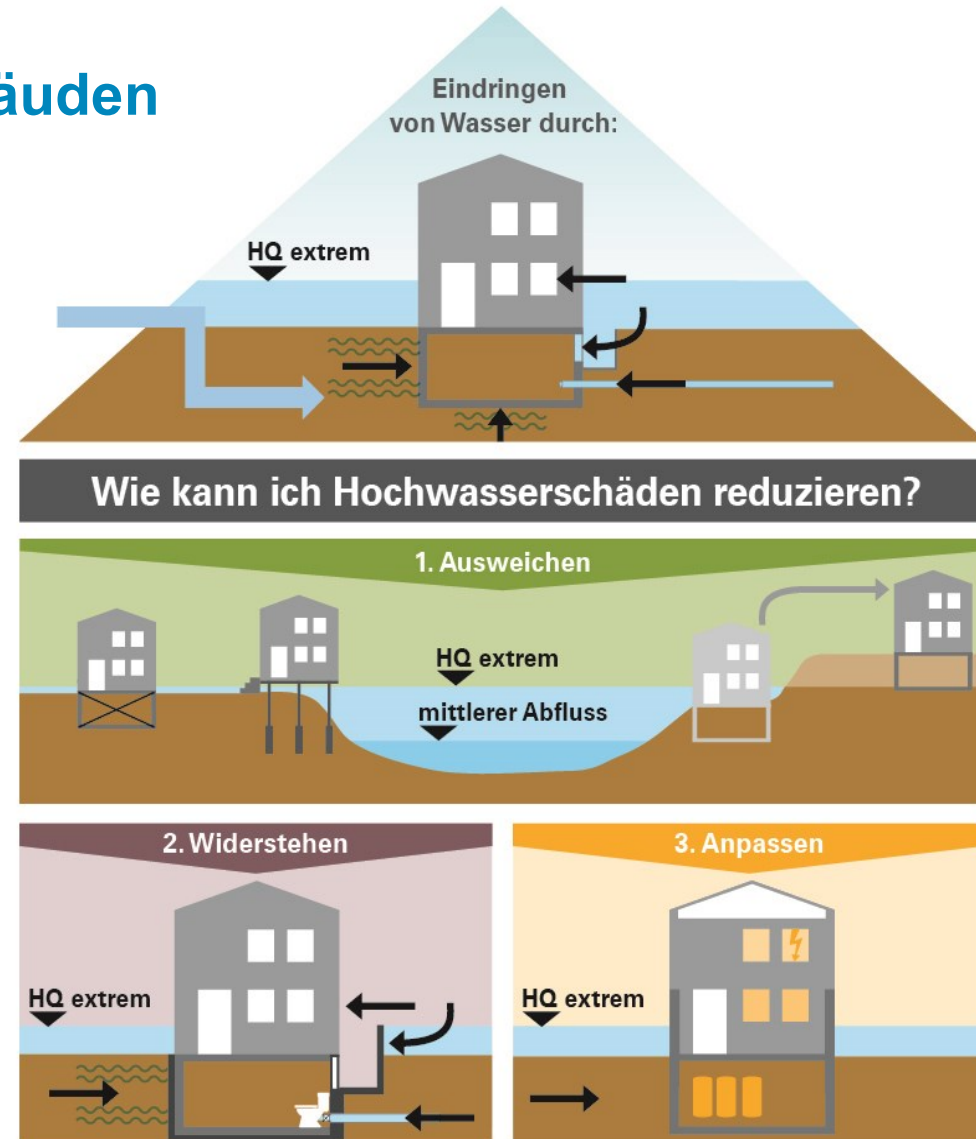 äuden
Eindringen
von Wasser durch:
HQ extrem
Wie kann ich Hochwasserschäden reduzieren?
1. Ausweichen
HQ extrem
mittlerer Abfluss
2. Widerstehen
HQ extrem
3. Anpassen
HQ extrem